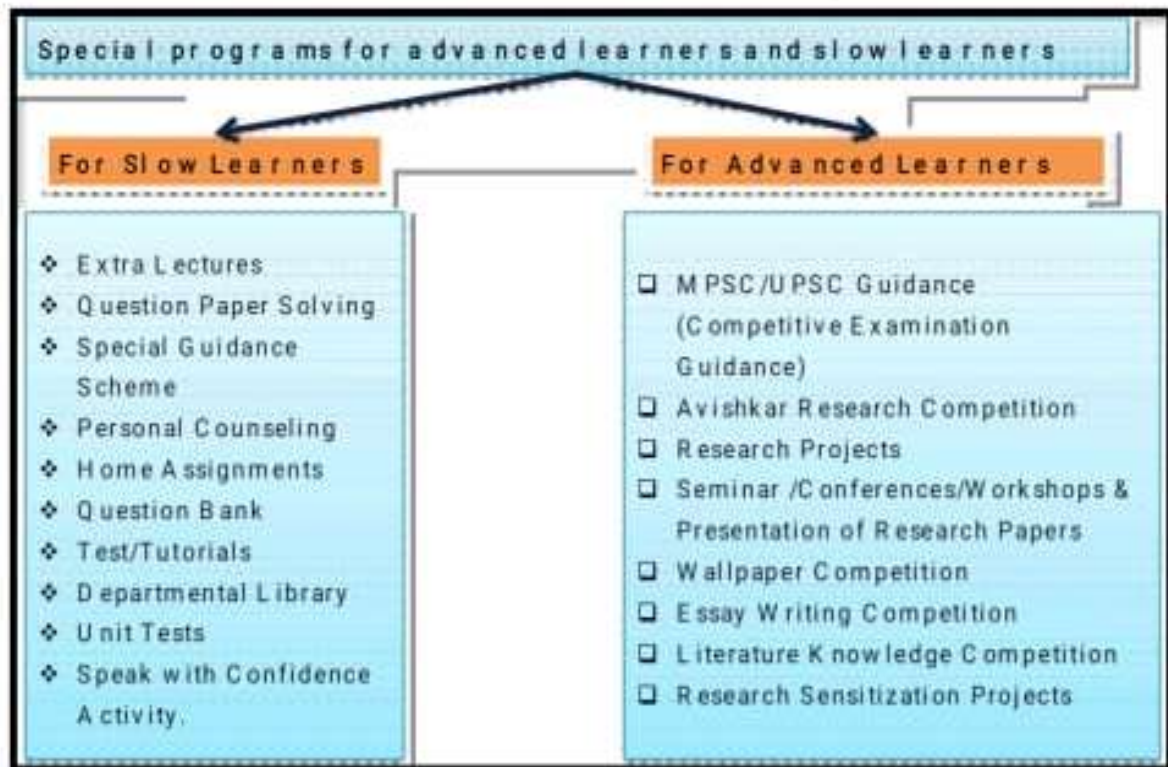 Special programs for advanced learners and slow learners
For Slow Learners
❖ Extra Lectures
❖ Question Paper Solving
❖ Special Guidance
Scheme
❖ Personal Counseling
❖ Home Assignments
❖ Question Bank
❖ Test/Tutorials
❖ Departmental Library
❖ Unit Tests
❖ Speak with Confidence
Activity.
For Advanced Learners
❑ MPSC/UPSC Guidance
(Competitive Examination
Guidance)
❑ Avishkar Research Competition
❑ Research Projects
❑ Seminar /Conferences/Workshops &
Presentation of Research Papers
❑ Wallpaper Competition
❑ Essay Writing Competition
❑ Literature Knowledge Competition
❑ Research Sensitization Projects